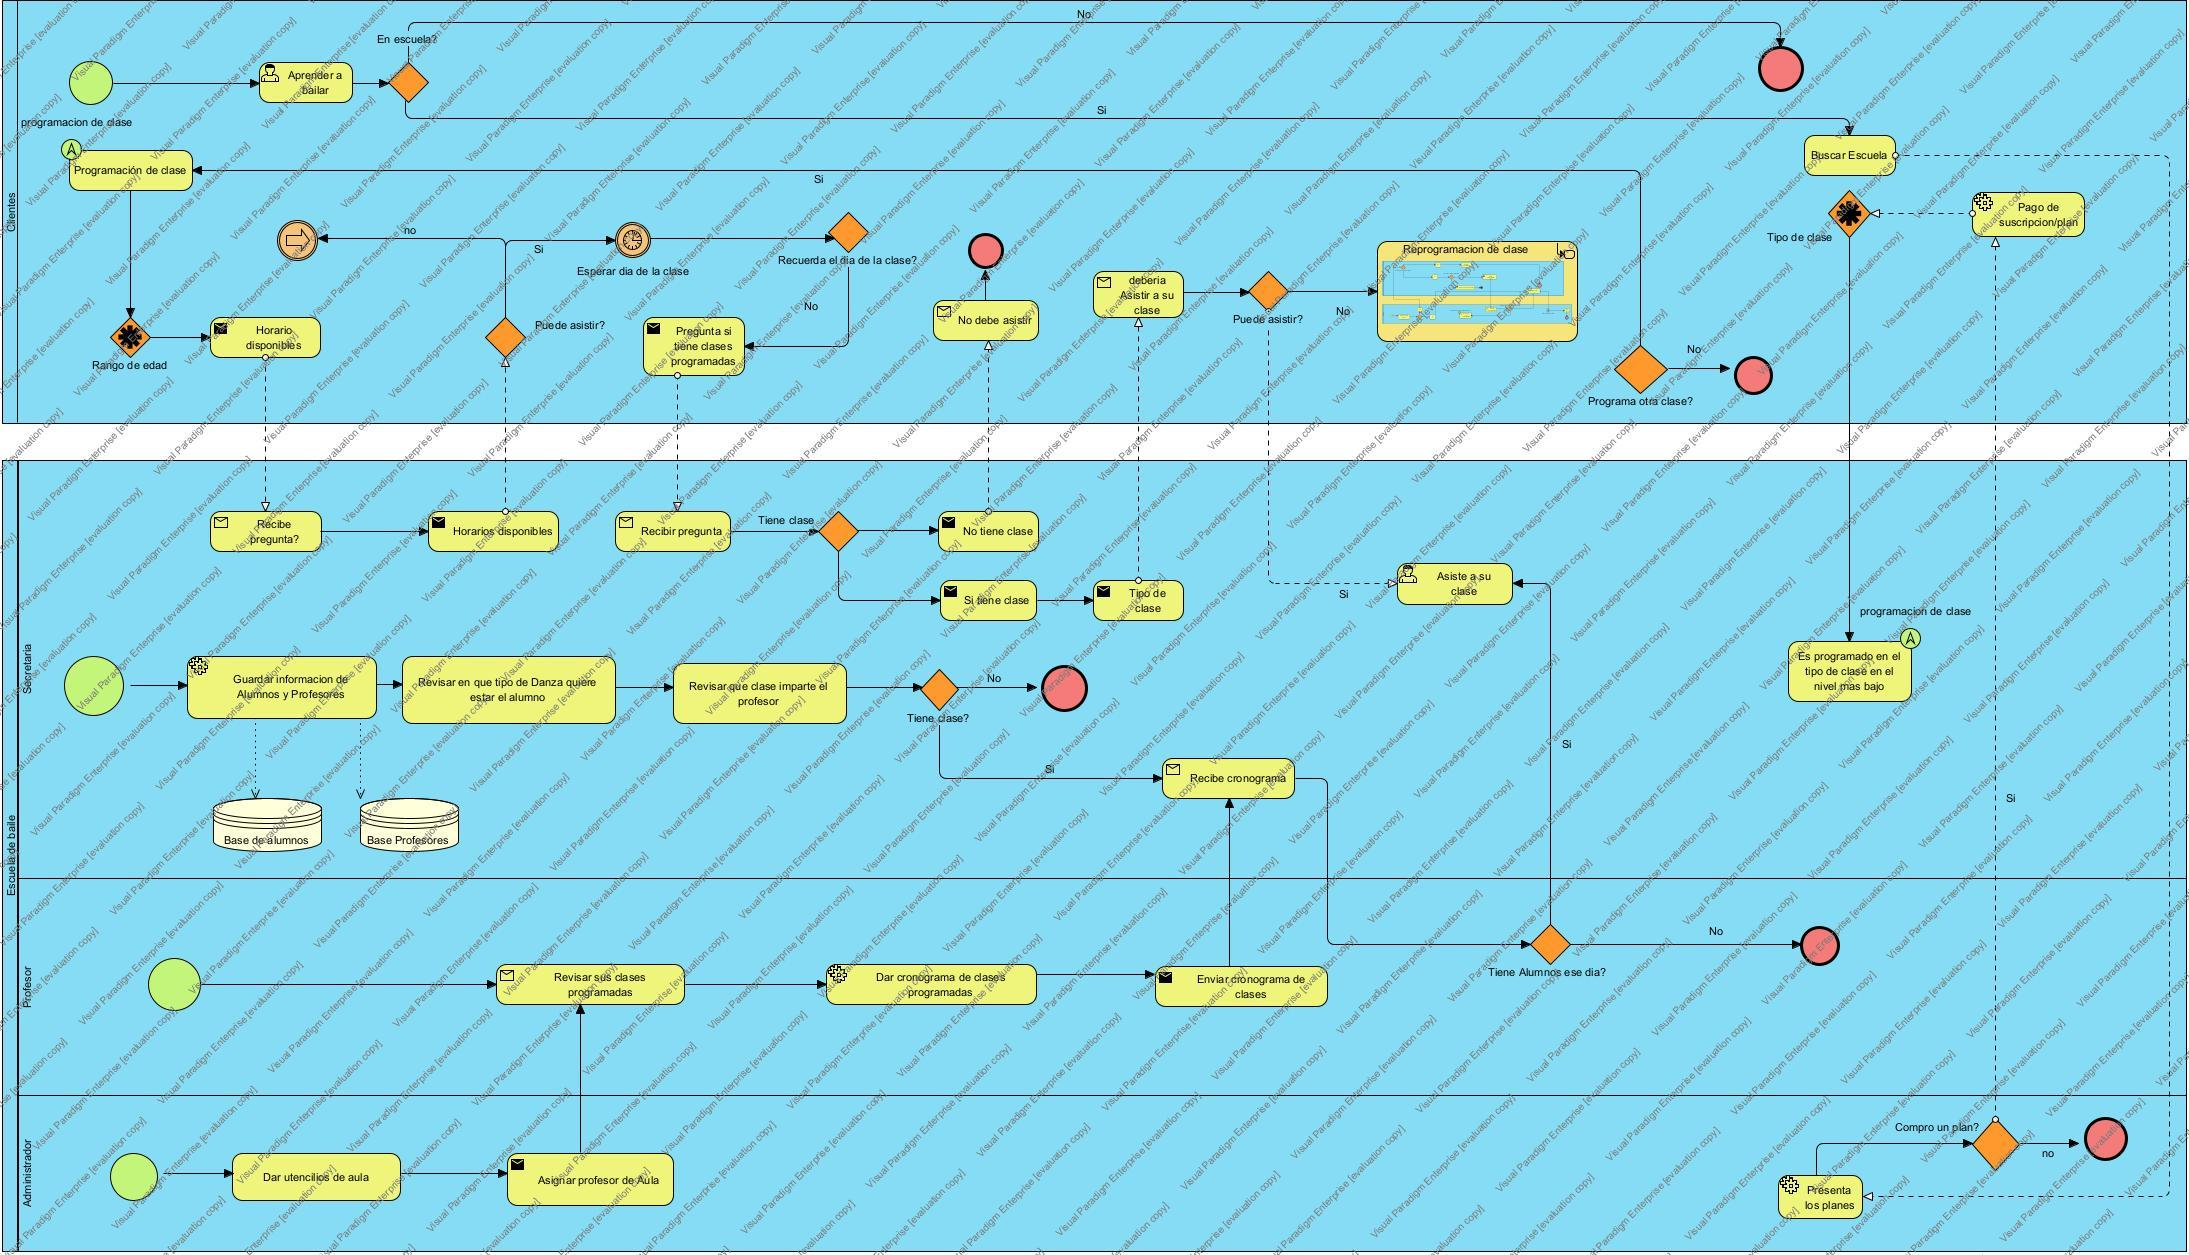 No
En escuela?
Aprender a
bailar
Si
programacion de clase
Programación de clase
Buscar Escuela
Si
Clientes
Pago de
suscripcion/plan
Tipo de clase
no
Si
Esperar dia de la clase
Recuerda el dia de la clase?
Reprogramacion de clase
deberia
Asistir a su
clase
No
No debe asistir
Puede asistir?
No
Horario
disponibles
Puede asistir?
Pregunta si
tiene clases
programadas
Rango de edad
No
Programa otra clase?
Recibe
pregunta?
Horarios disponibles
Recibir pregunta
Tiene clase
No tiene clase
Si tiene clase
Tipo de
clase
Asiste a su
clase
Si
programacion de clase
Es programado en el
tipo de clase en el
nivel mas bajo
Secretaria
Guardar informacion de
Alumnos y Profesores
Revisar en que tipo de Danza quiere
estar el alumno
Revisar que clase imparte el
profesor
No
Tiene clase?
Si
Si
Recibe cronograma
Si
Base de alumnos
Base Profesores
Escuela de baile
Profesor
Revisar sus clases
programadas
Dar cronograma de clases
programadas
Enviar cronograma de
clases
No
Tiene Alumnos ese dia?
Administrador
Dar utencilios de aula
Asignar profesor de Aula
Compro un plan?
no
Presenta
los planes
Visual Paradigm Enterprise [evaluation copy]